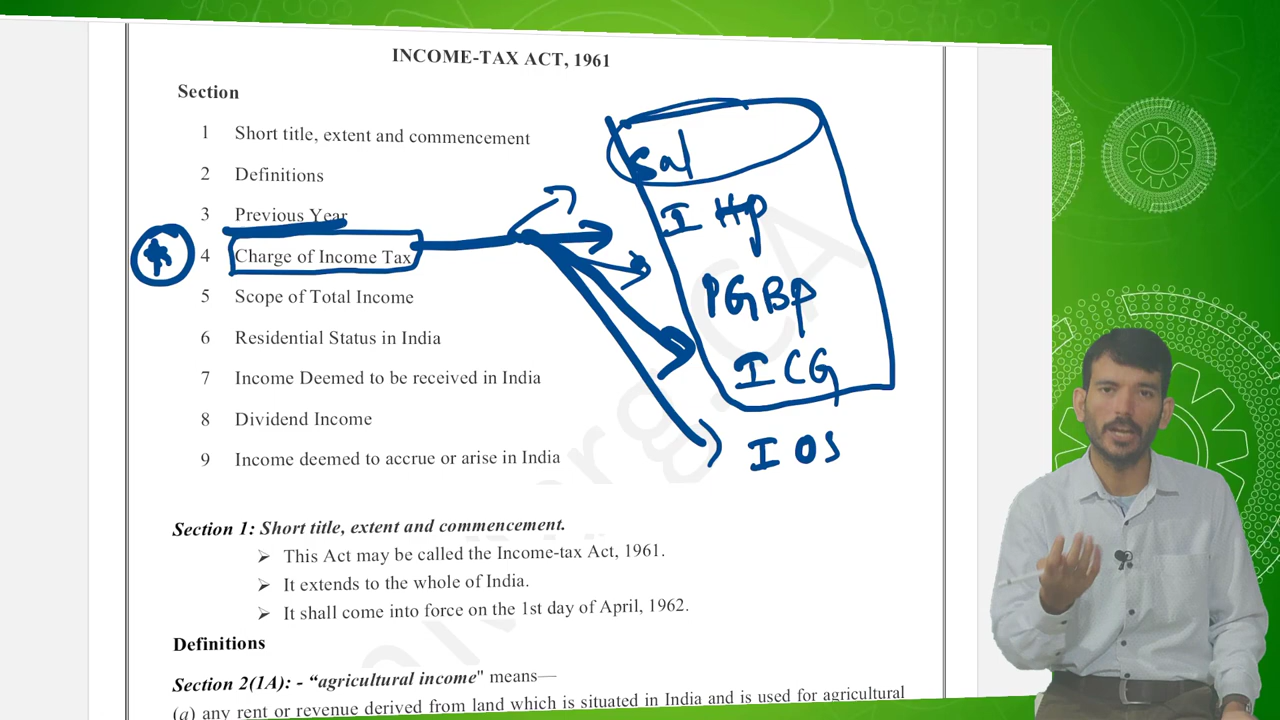 INCOME-TAX ACT, 1961
Section
1 Short title, extent and commencement
2 Definitions
3 Previous Year
4 Charge of Income Tax
5 Scope of Total Income
6 Residential Status in India
7 Income Deemed to be received in India
8 Dividend Income
9 Income deemed to accrue or arise in India
Sal
I HP
PGBP
ICG
IOS
Section 1: Short title, extent and commencement.
➢ This Act may be called the Income-tax Act, 1961.
➢ It extends to the whole of India.
➢ It shall come into force on the 1st day of April, 1962.
Definitions
Section 2(1A): - “agricultural income" means—
(a) any rent or revenue derived from land which is situated in India and is used for agricultural